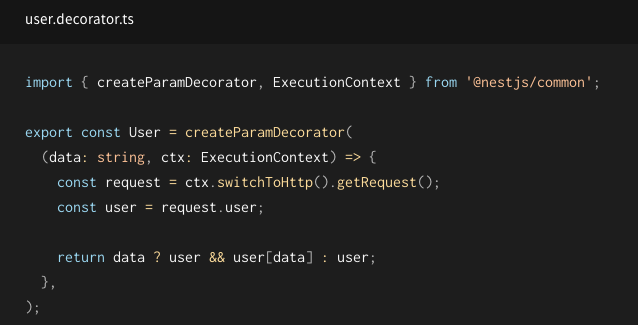 user.decorator.ts
import { createParamDecorator, ExecutionContext } from '@nestjs/common';
export const User = createParamDecorator(
(data: string, ctx: ExecutionContext) => {
const request = ctx.switchToHttp().getRequest();
const user = request.user;
return data ? user && user[data] : user;
},
);